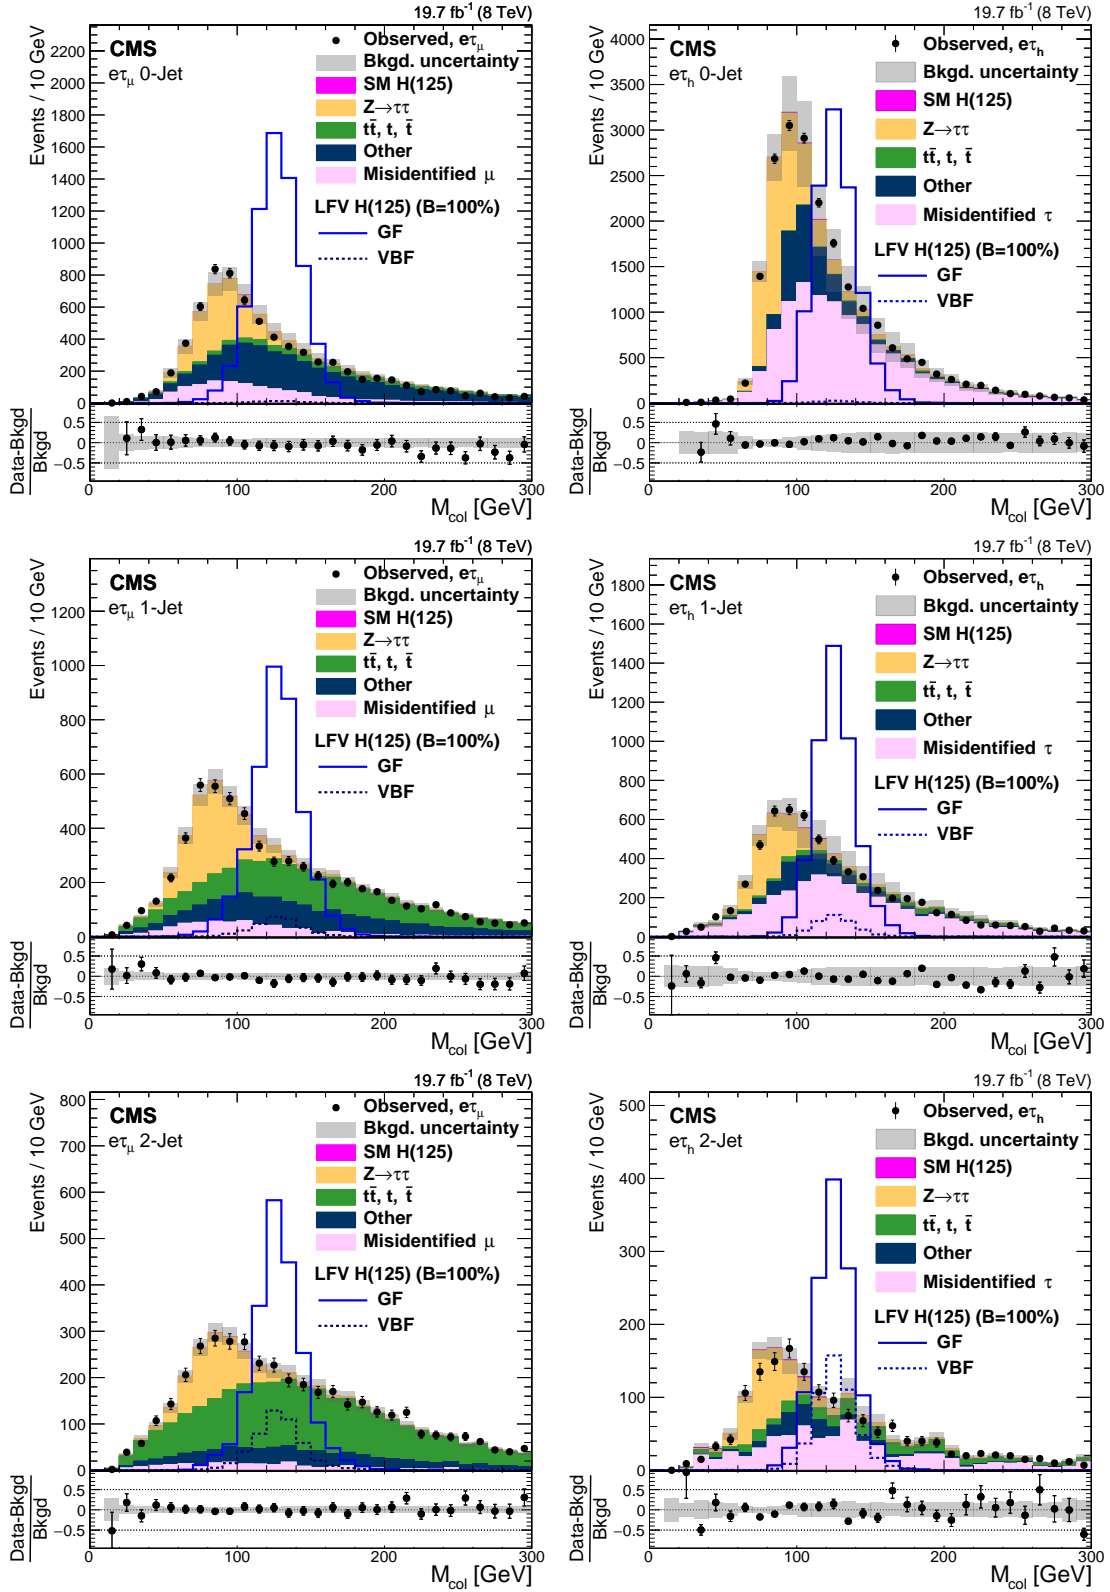 19.7 fb⁻¹ (8 TeV)
CMS
eτμ 0-Jet
Events / 10 GeV
2200
2000
1800
1600
1400
1200
1000
800
600
400
200
0
Observed, eτμ
Bkgd. uncertainty
SM H(125)
Z→ττ
tt̄, t, t̄
Other
Misidentified μ
LFV H(125) (B=100%)
GF
VBF
Data-Bkgd
Bkgd
0.5
0
−0.5
0 100 200 300
M_col [GeV]
19.7 fb⁻¹ (8 TeV)
CMS
eτh 0-Jet
Events / 10 GeV
4000
3500
3000
2500
2000
1500
1000
500
0
Observed, eτh
Bkgd. uncertainty
SM H(125)
Z→ττ
tt̄, t, t̄
Other
Misidentified τ
LFV H(125) (B=100%)
GF
VBF
Data-Bkgd
Bkgd
0.5
0
−0.5
0 100 200 300
M_col [GeV]
19.7 fb⁻¹ (8 TeV)
CMS
eτμ 1-Jet
Events / 10 GeV
1200
1000
800
600
400
200
0
Observed, eτμ
Bkgd. uncertainty
SM H(125)
Z→ττ
tt̄, t, t̄
Other
Misidentified μ
LFV H(125) (B=100%)
GF
VBF
Data-Bkgd
Bkgd
0.5
0
−0.5
0 100 200 300
M_col [GeV]
19.7 fb⁻¹ (8 TeV)
CMS
eτh 1-Jet
Events / 10 GeV
1800
1600
1400
1200
1000
800
600
400
200
0
Observed, eτh
Bkgd. uncertainty
SM H(125)
Z→ττ
tt̄, t, t̄
Other
Misidentified τ
LFV H(125) (B=100%)
GF
VBF
Data-Bkgd
Bkgd
0.5
0
−0.5
0 100 200 300
M_col [GeV]
19.7 fb⁻¹ (8 TeV)
CMS
eτμ 2-Jet
Events / 10 GeV
800
700
600
500
400
300
200
100
0
Observed, eτμ
Bkgd. uncertainty
SM H(125)
Z→ττ
tt̄, t, t̄
Other
Misidentified μ
LFV H(125) (B=100%)
GF
VBF
Data-Bkgd
Bkgd
0.5
0
−0.5
0 100 200 300
M_col [GeV]
19.7 fb⁻¹ (8 TeV)
CMS
eτh 2-Jet
Events / 10 GeV
500
400
300
200
100
0
Observed, eτh
Bkgd. uncertainty
SM H(125)
Z→ττ
tt̄, t, t̄
Other
Misidentified τ
LFV H(125) (B=100%)
GF
VBF
Data-Bkgd
Bkgd
0.5
0
−0.5
0 100 200 300
M_col [GeV]